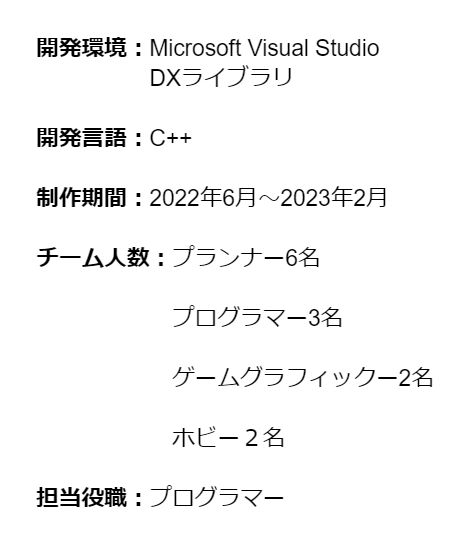 開発環境：Microsoft Visual Studio
DXライブラリ
開発言語：C++
制作期間：2022年6月～2023年2月
チーム人数：プランナー6名
プログラマー3名
ゲームグラフィックー2名
ホビー２名
担当役職：プログラマー